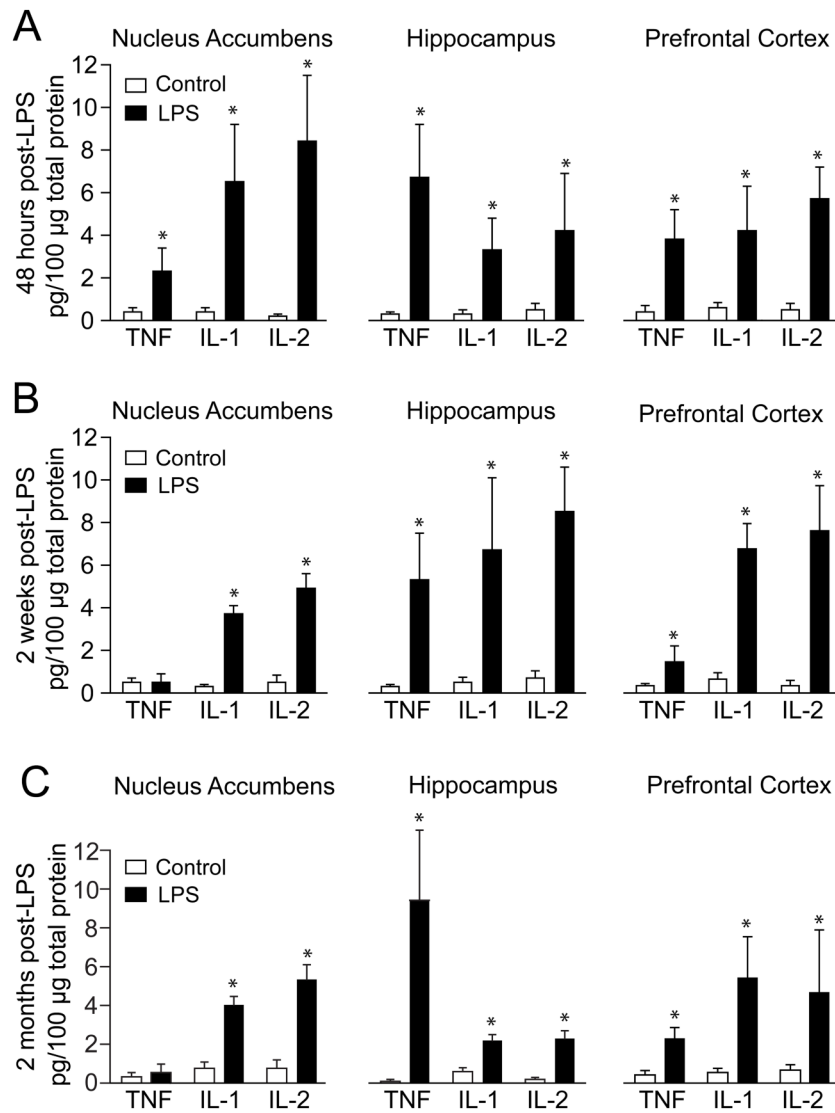 A
Nucleus Accumbens Hippocampus Prefrontal Cortex
48 hours post-LPS
pg/100 µg total protein
12
10
8
6
4
2
0
Control
LPS
* * * * * * * * *
TNF IL-1 IL-2 TNF IL-1 IL-2 TNF IL-1 IL-2
B
Nucleus Accumbens Hippocampus Prefrontal Cortex
2 weeks post-LPS
pg/100 µg total protein
12
10
8
6
4
2
0
Control
LPS
* * * * * * * *
TNF IL-1 IL-2 TNF IL-1 IL-2 TNF IL-1 IL-2
C
Nucleus Accumbens Hippocampus Prefrontal Cortex
2 months post-LPS
pg/100 µg total protein
12
10
8
6
4
2
0
Control
LPS
* * * * * * * *
TNF IL-1 IL-2 TNF IL-1 IL-2 TNF IL-1 IL-2